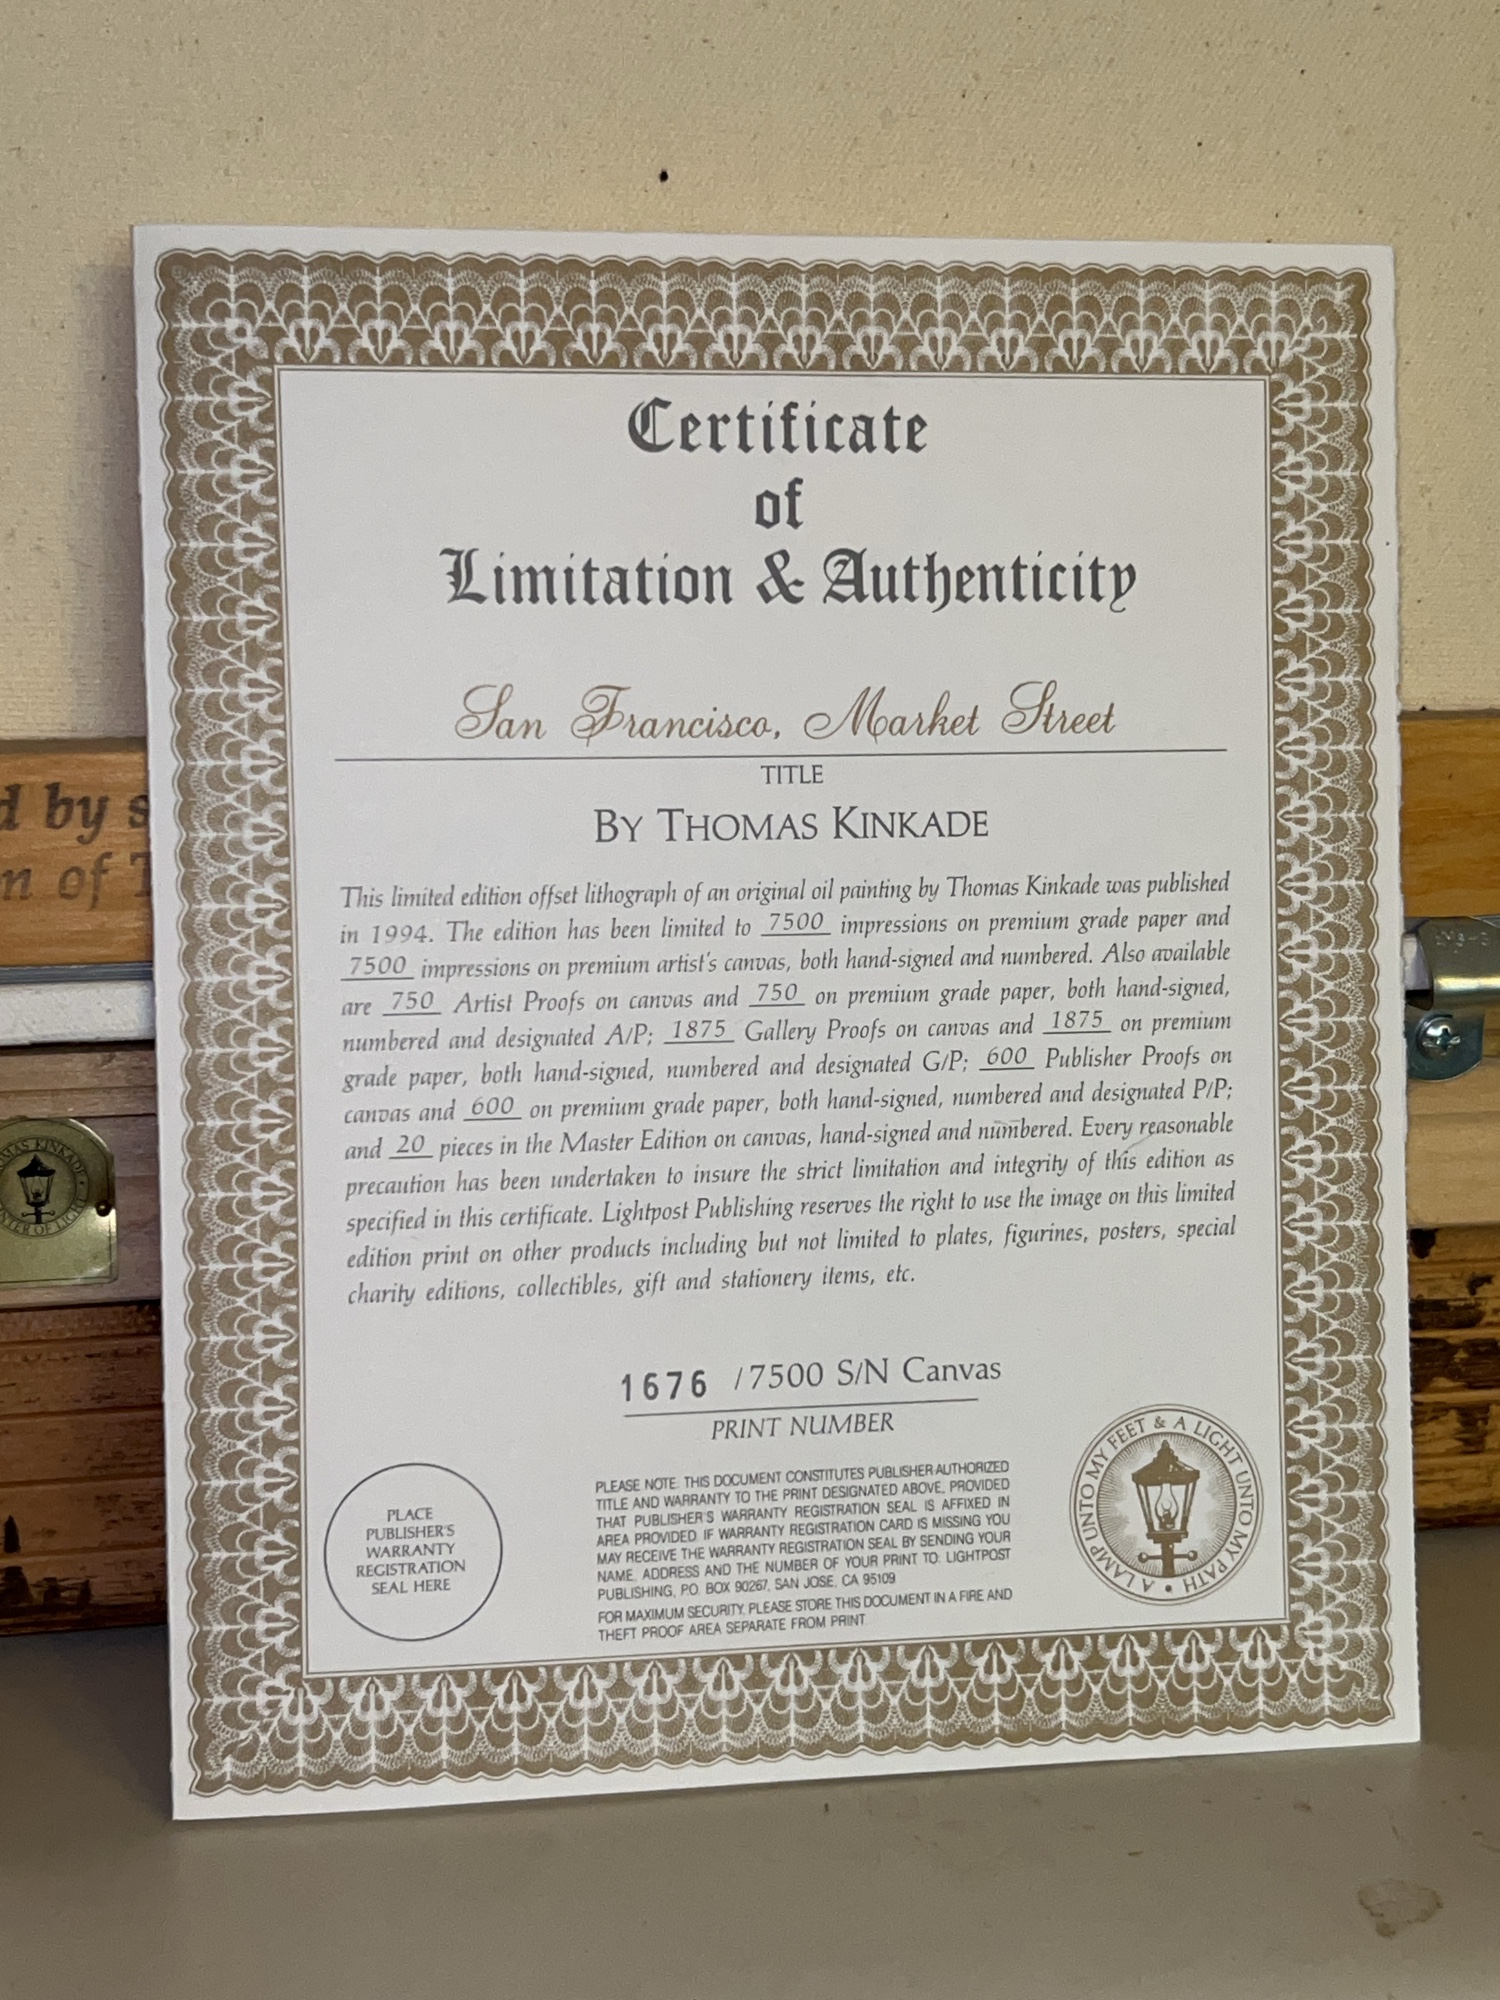 Certificate
of
Limitation & Authenticity
San Francisco, Market Street
TITLE
BY THOMAS KINKADE
This limited edition offset lithograph of an original oil painting by Thomas Kinkade was published
in 1994. The edition has been limited to 7500 impressions on premium grade paper and
7500 impressions on premium artist's canvas, both hand-signed and numbered. Also available
are 750 Artist Proofs on canvas and 750 on premium grade paper, both hand-signed,
numbered and designated A/P; 1875 Gallery Proofs on canvas and 1875 on premium
grade paper, both hand-signed, numbered and designated G/P; 600 Publisher Proofs on
canvas and 600 on premium grade paper, both hand-signed, numbered and designated P/P;
and 20 pieces in the Master Edition on canvas, hand-signed and numbered. Every reasonable
precaution has been undertaken to insure the strict limitation and integrity of this edition as
specified in this certificate. Lightpost Publishing reserves the right to use the image on this limited
edition print on other products including but not limited to plates, figurines, posters, special
charity editions, collectibles, gift and stationery items, etc.
1676 /7500 S/N Canvas
PRINT NUMBER
PLACE
PUBLISHER'S
WARRANTY
REGISTRATION
SEAL HERE
PLEASE NOTE: THIS DOCUMENT CONSTITUTES PUBLISHER AUTHORIZED
TITLE AND WARRANTY TO THE PRINT DESIGNATED ABOVE, PROVIDED
THAT PUBLISHER'S WARRANTY REGISTRATION SEAL IS AFFIXED IN
AREA PROVIDED. IF WARRANTY REGISTRATION CARD IS MISSING YOU
MAY RECEIVE THE WARRANTY REGISTRATION SEAL BY SENDING YOUR
NAME, ADDRESS AND THE NUMBER OF YOUR PRINT TO: LIGHTPOST
PUBLISHING, P.O. BOX 90267, SAN JOSE, CA 95109
FOR MAXIMUM SECURITY, PLEASE STORE THIS DOCUMENT IN A FIRE AND
THEFT PROOF AREA SEPARATE FROM PRINT.
A LAMP UNTO MY FEET & A LIGHT UNTO MY PATH •
d by s
n of T
MAS KINKADE
NTER OF LIGHT